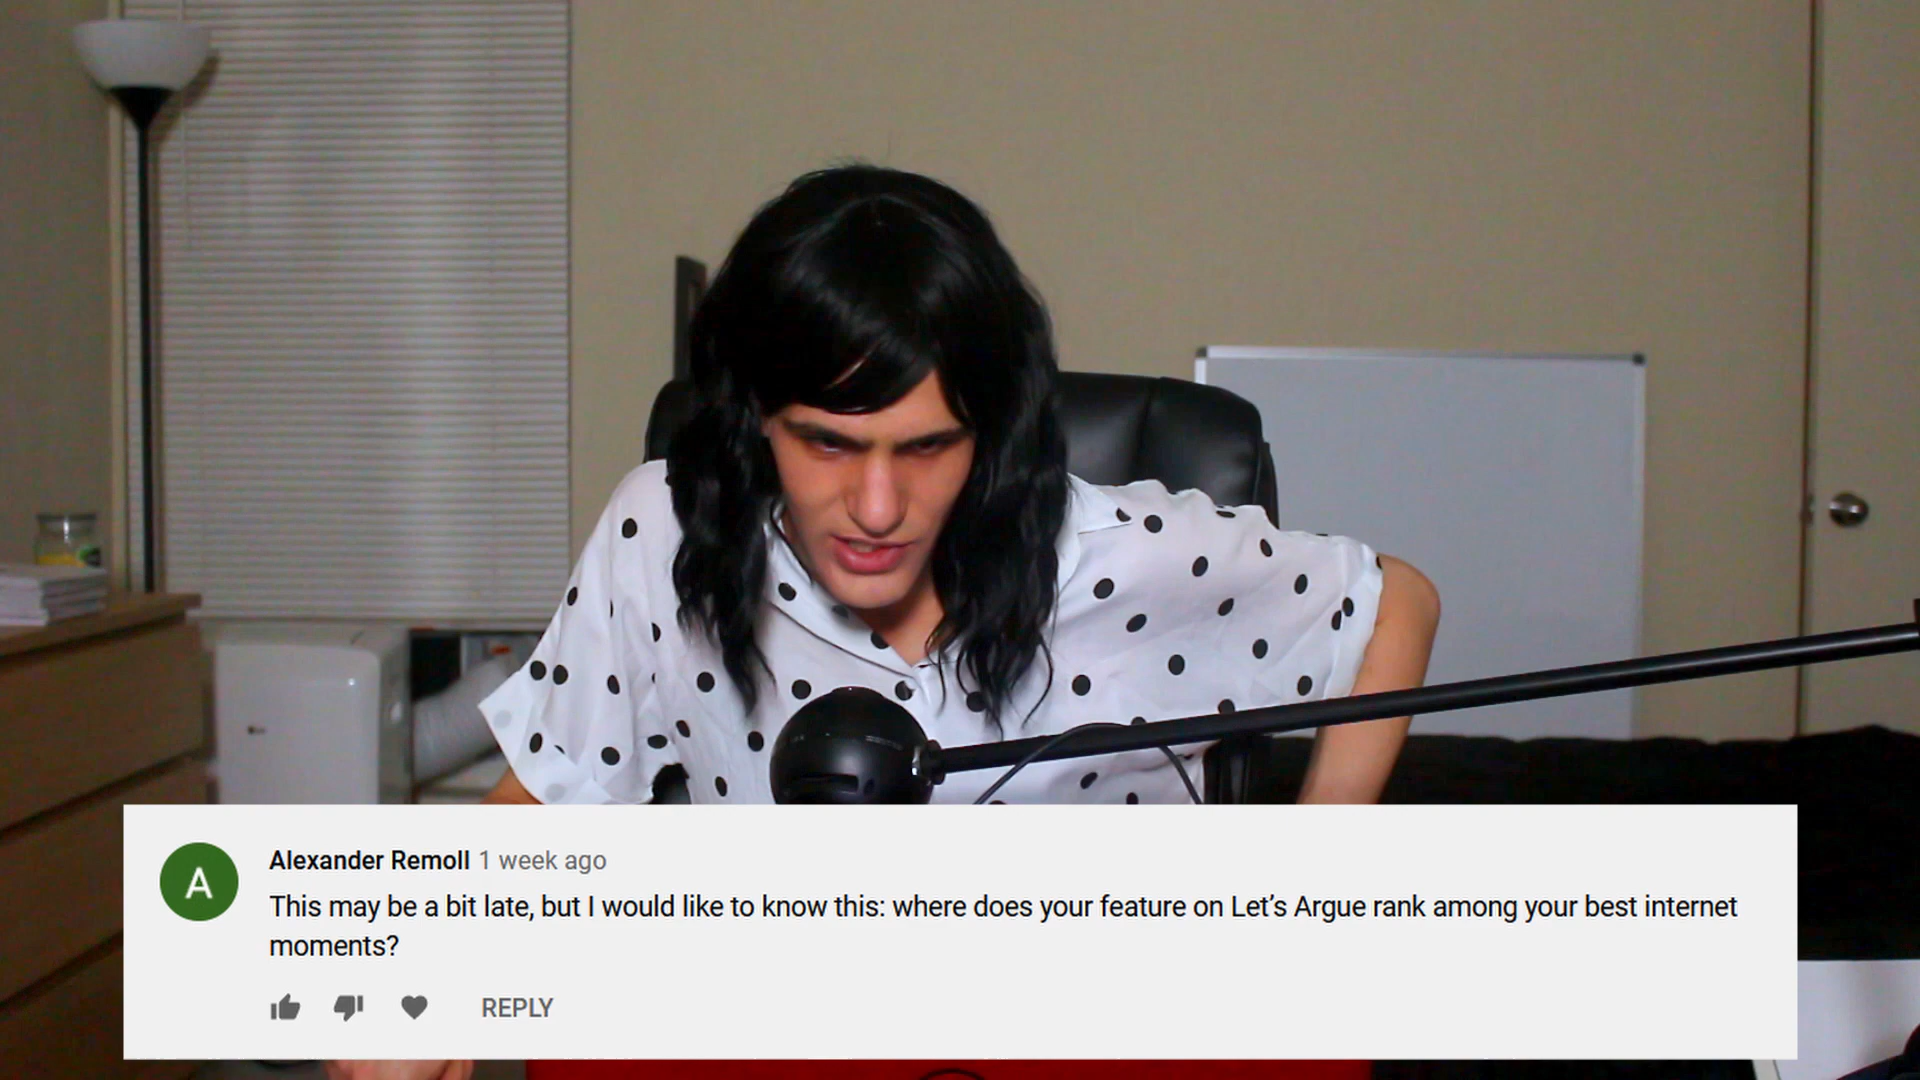 Alexander Remoll 1 week ago
This may be a bit late, but I would like to know this: where does your feature on Let's Argue rank among your best internet
moments?
REPLY
A